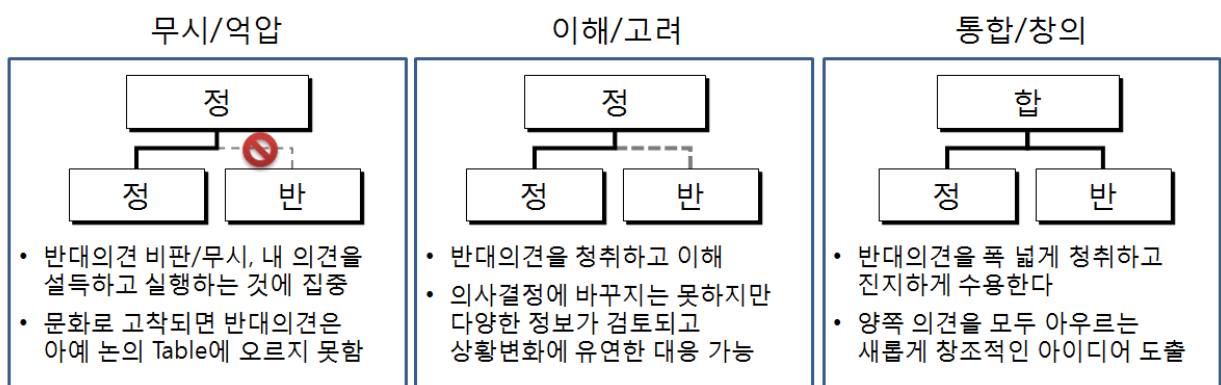 무시/억압
정
정
반
• 반대의견 비판/무시, 내 의견을
설득하고 실행하는 것에 집중
• 문화로 고착되면 반대의견은
아예 논의 Table에 오르지 못함
이해/고려
정
정
반
• 반대의견을 청취하고 이해
• 의사결정에 바꾸지는 못하지만
다양한 정보가 검토되고
상황변화에 유연한 대응 가능
통합/창의
합
정
반
• 반대의견을 폭 넓게 청취하고
진지하게 수용한다
• 양쪽 의견을 모두 아우르는
새롭게 창조적인 아이디어 도출